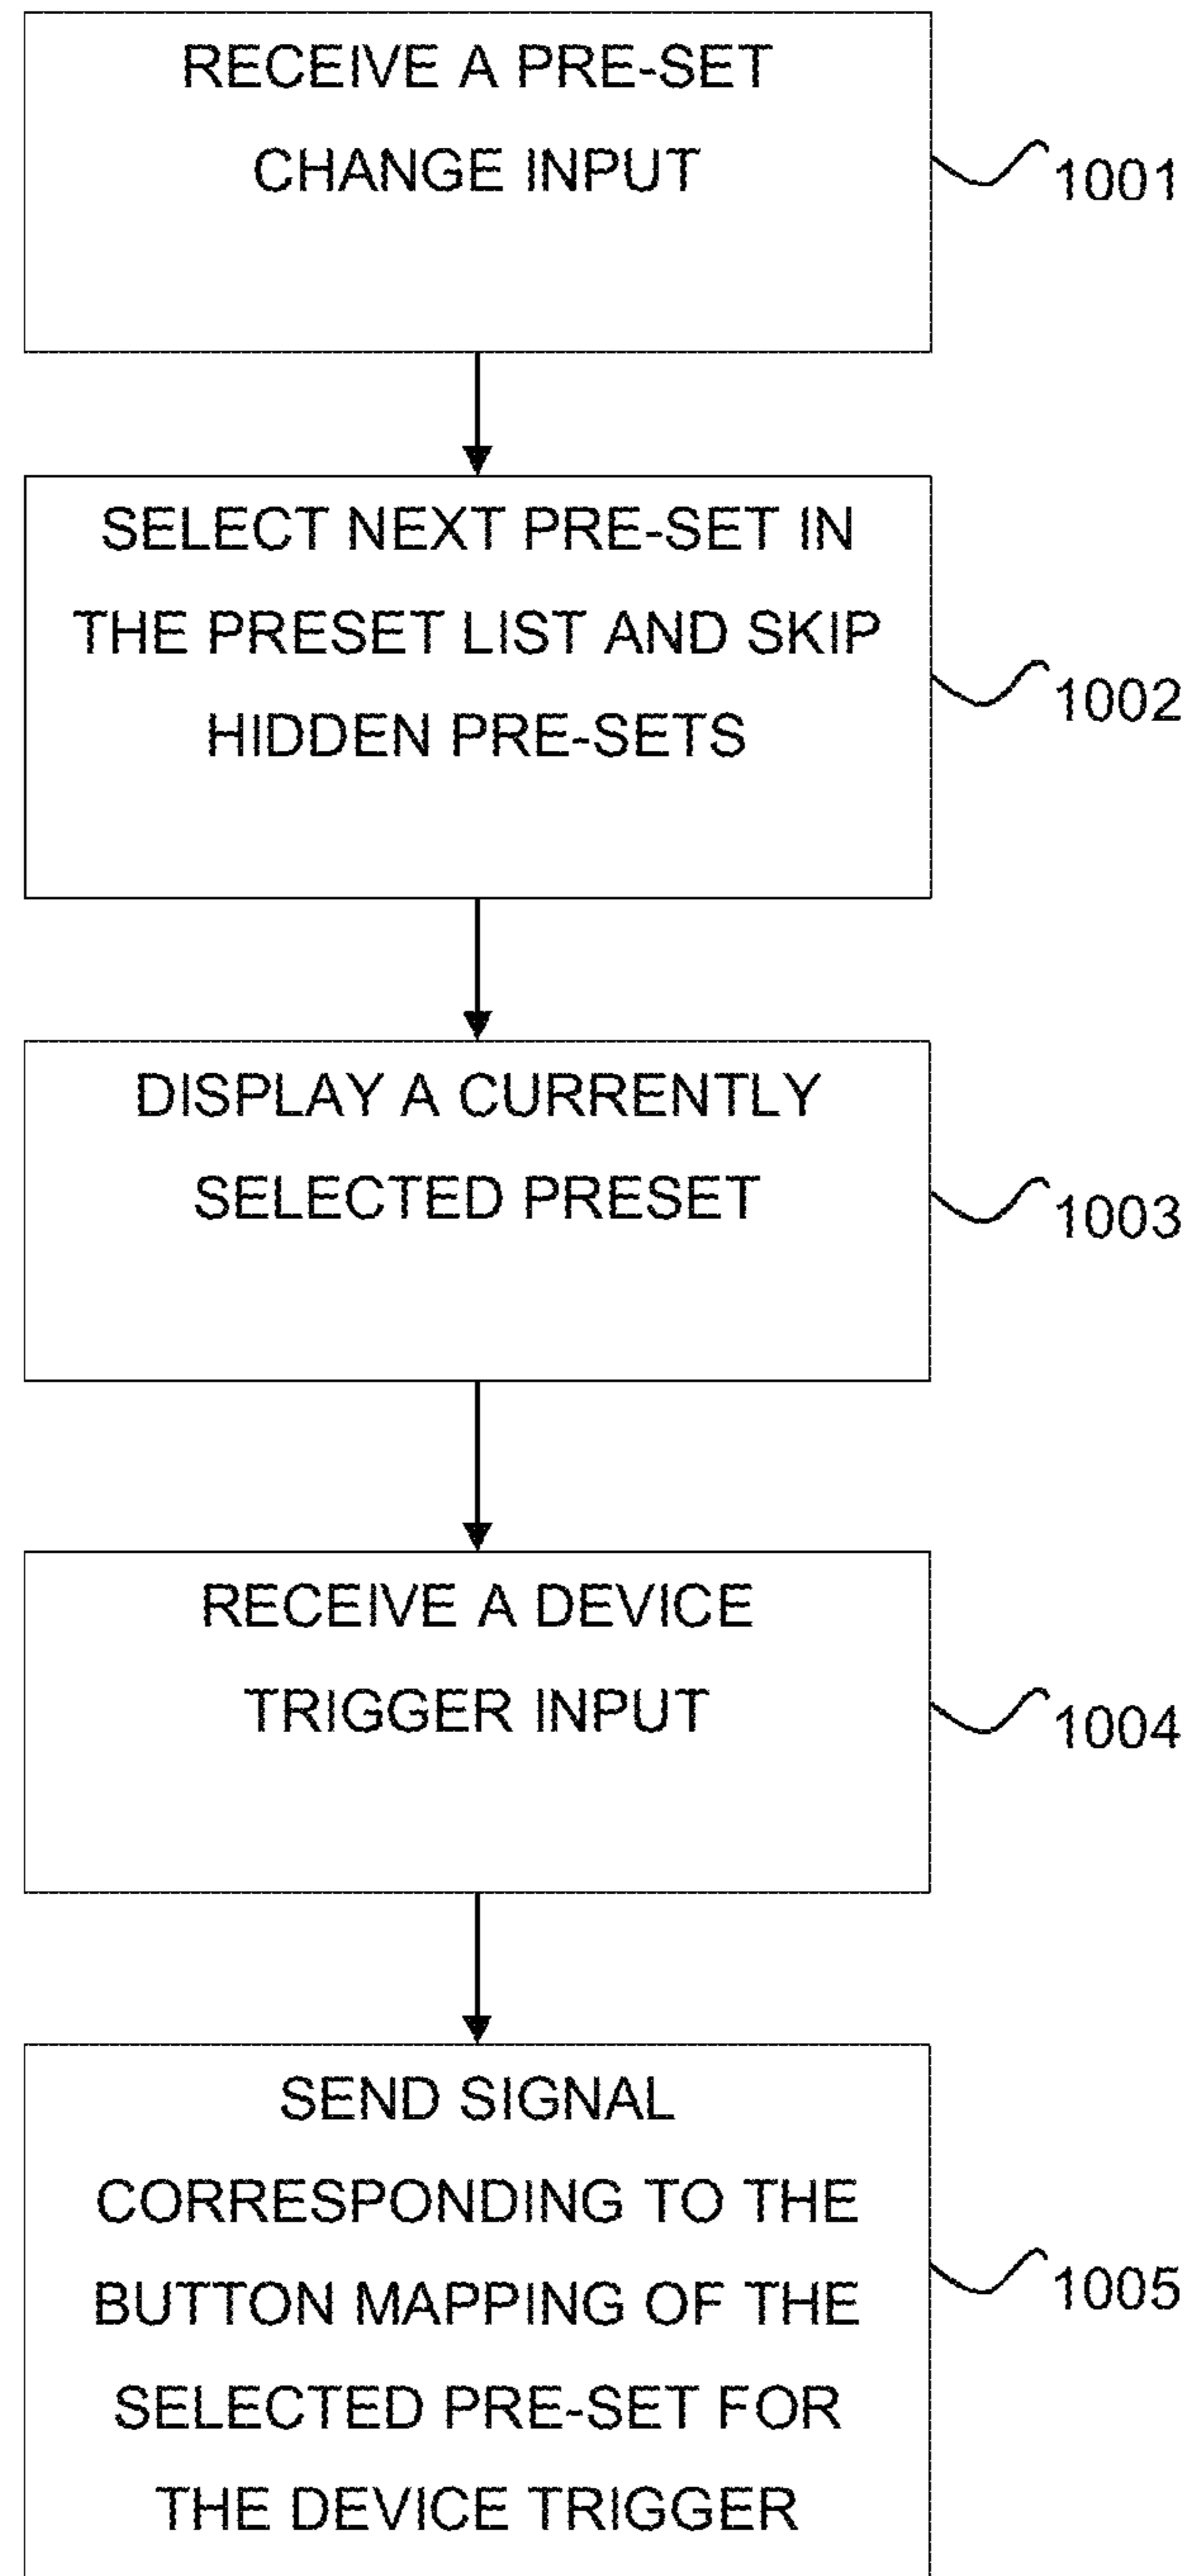 RECEIVE A PRE-SET
CHANGE INPUT
1001
SELECT NEXT PRE-SET IN
THE PRESET LIST AND SKIP
HIDDEN PRE-SETS
1002
DISPLAY A CURRENTLY
SELECTED PRESET
1003
RECEIVE A DEVICE
TRIGGER INPUT
1004
SEND SIGNAL
CORRESPONDING TO THE
BUTTON MAPPING OF THE
SELECTED PRE-SET FOR
THE DEVICE TRIGGER
1005